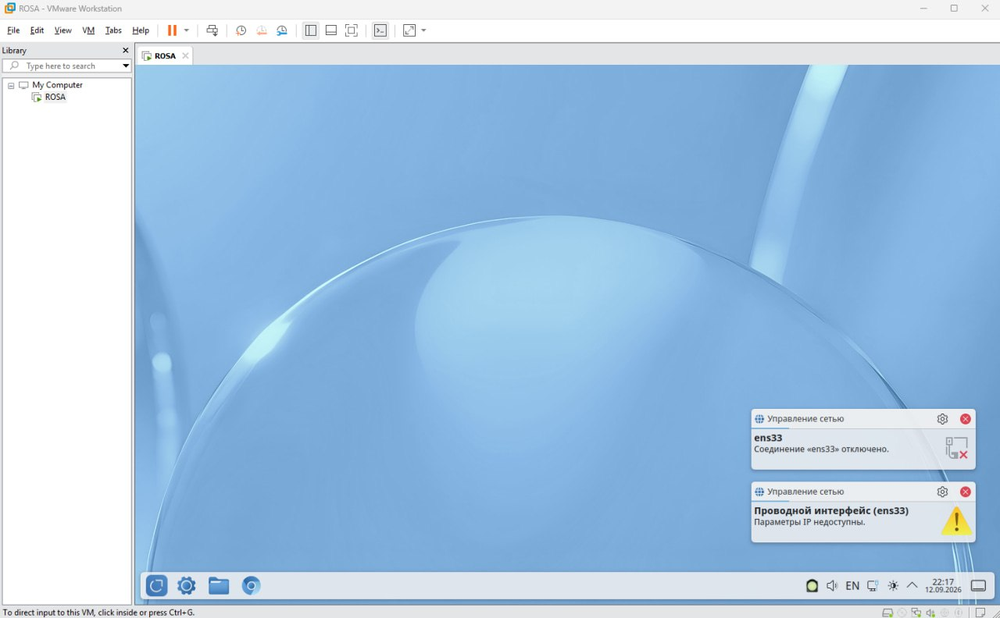 ROSA - VMware Workstation
File Edit View VM Tabs Help
Library
Type here to search
My Computer
ROSA
ROSA
Управление сетью
ens33
Соединение «ens33» отключено.
Управление сетью
Проводной интерфейс (ens33)
Параметры IP недоступны.
EN
22:17
12.09.2026
To direct input to this VM, click inside or press Ctrl+G.